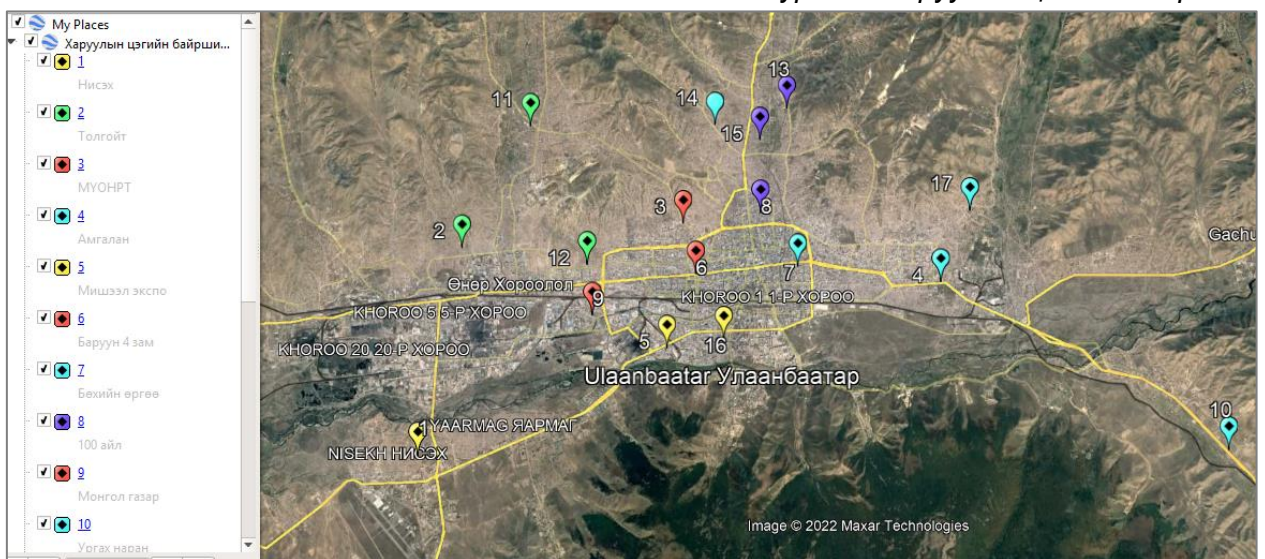 My Places
Харуулын цэгийн байрши...
1
Нисэх
2
Толгойт
3
МҮОНРТ
4
Амгалан
5
Мишээл экспо
6
Баруун 4 зам
7
Бөхийн өргөө
8
100 айл
9
Монгол газар
10
Ургах наран
13
11
14
15
17
3
8
2
12
6
7
4
Gachu
Өнөр Хороолол
9
KHOROO 1 1-Р ХОРОО
KHOROO 5 5-Р ХОРОО
5
16
KHOROO 20 20-Р ХОРОО
Ulaanbaatar Улаанбаатар
10
1
YAARMAG ЯАРМАГ
NISEKH НИСЭХ
Image © 2022 Maxar Technologies